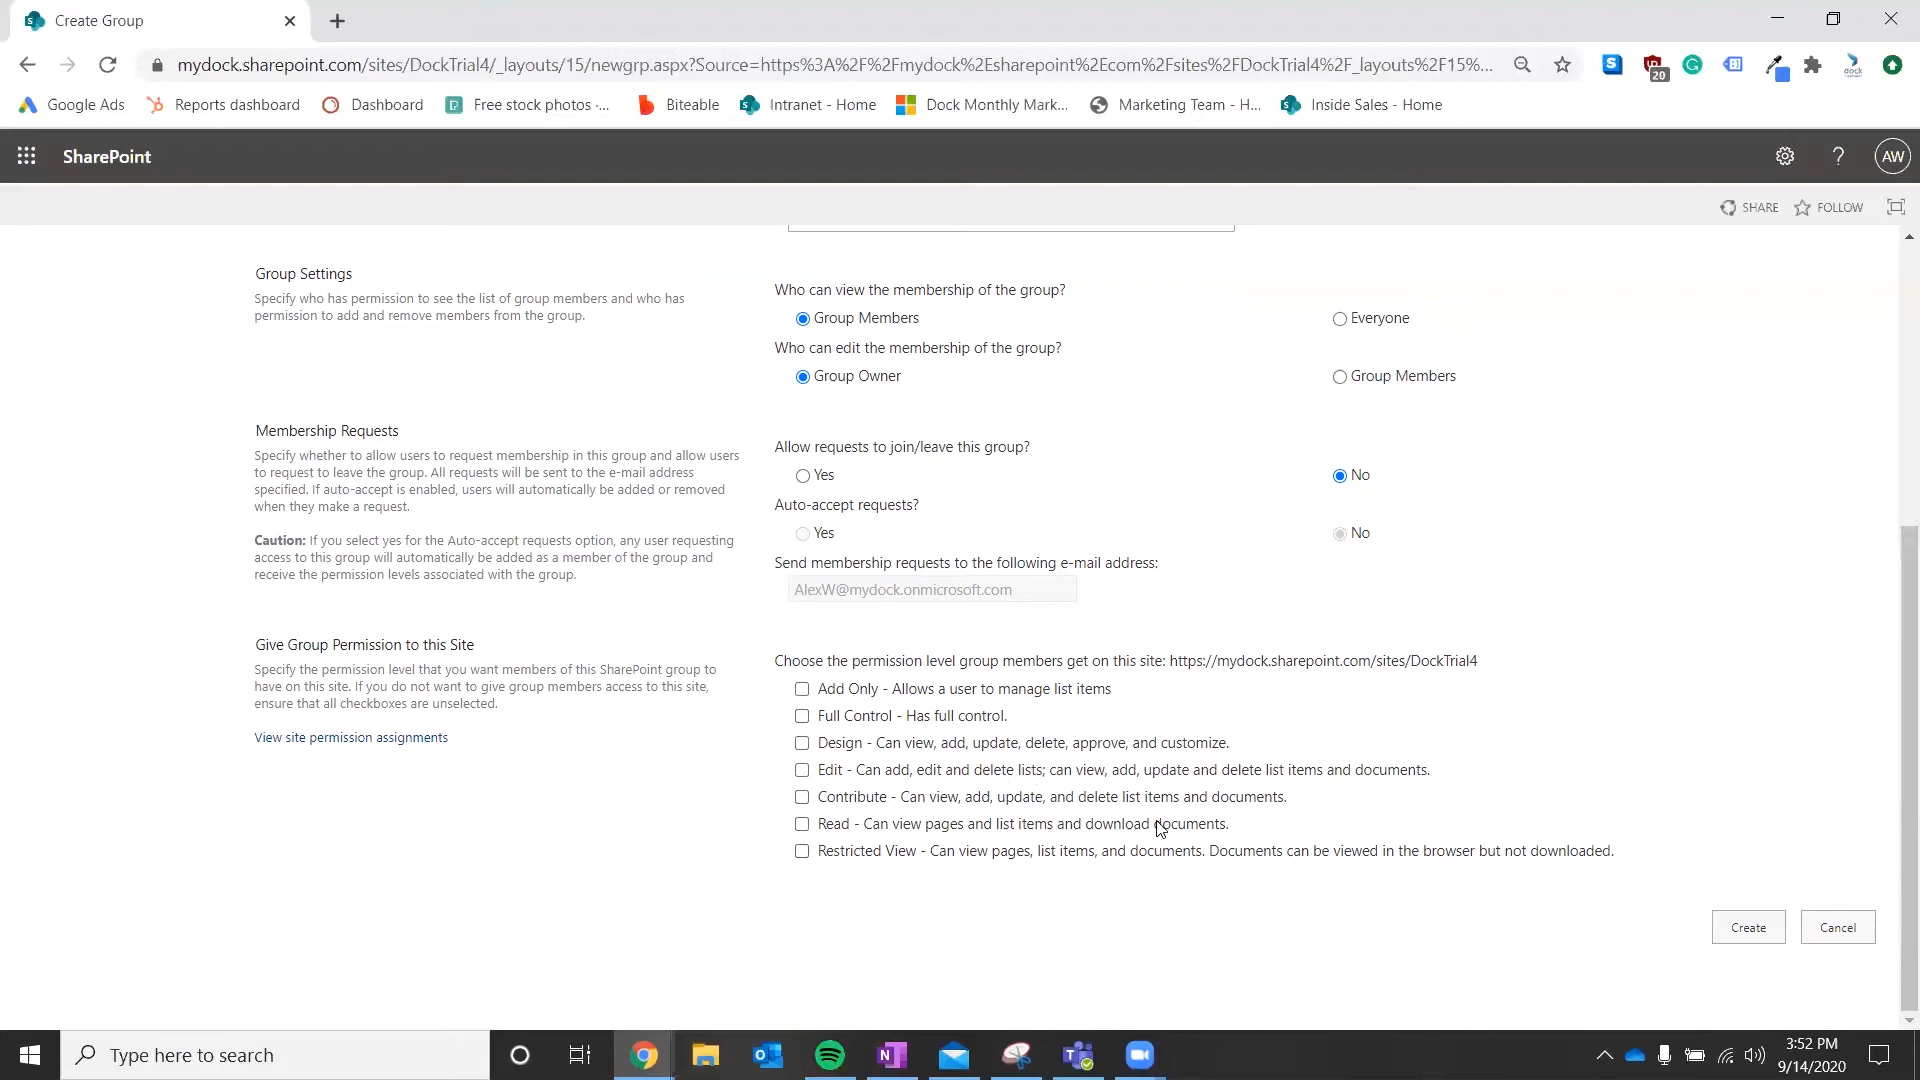 Create Group
mydock.sharepoint.com/sites/DockTrial4/_layouts/15/newgrp.aspx?Source=https%3A%2F%2Fmydock%2Esharepoint%2Ecom%2Fsites%2FDockTrial4%2F_layouts%2F15%...
20
dock
Google Ads
Reports dashboard
Dashboard
Free stock photos ·...
Biteable
Intranet - Home
Dock Monthly Mark...
Marketing Team - H...
Inside Sales - Home
SharePoint
?
AW
SHARE
FOLLOW
Group Settings
Specify who has permission to see the list of group members and who has
permission to add and remove members from the group.
Who can view the membership of the group?
Group Members
Everyone
Who can edit the membership of the group?
Group Owner
Group Members
Membership Requests
Specify whether to allow users to request membership in this group and allow users
to request to leave the group. All requests will be sent to the e-mail address
specified. If auto-accept is enabled, users will automatically be added or removed
when they make a request.
Caution: If you select yes for the Auto-accept requests option, any user requesting
access to this group will automatically be added as a member of the group and
receive the permission levels associated with the group.
Allow requests to join/leave this group?
Yes
No
Auto-accept requests?
Yes
No
Send membership requests to the following e-mail address:
AlexW@mydock.onmicrosoft.com
Give Group Permission to this Site
Specify the permission level that you want members of this SharePoint group to
have on this site. If you do not want to give group members access to this site,
ensure that all checkboxes are unselected.
View site permission assignments
Choose the permission level group members get on this site: https://mydock.sharepoint.com/sites/DockTrial4
Add Only - Allows a user to manage list items
Full Control - Has full control.
Design - Can view, add, update, delete, approve, and customize.
Edit - Can add, edit and delete lists; can view, add, update and delete list items and documents.
Contribute - Can view, add, update, and delete list items and documents.
Read - Can view pages and list items and download documents.
Restricted View - Can view pages, list items, and documents. Documents can be viewed in the browser but not downloaded.
Create
Cancel
Type here to search
3:52 PM
9/14/2020